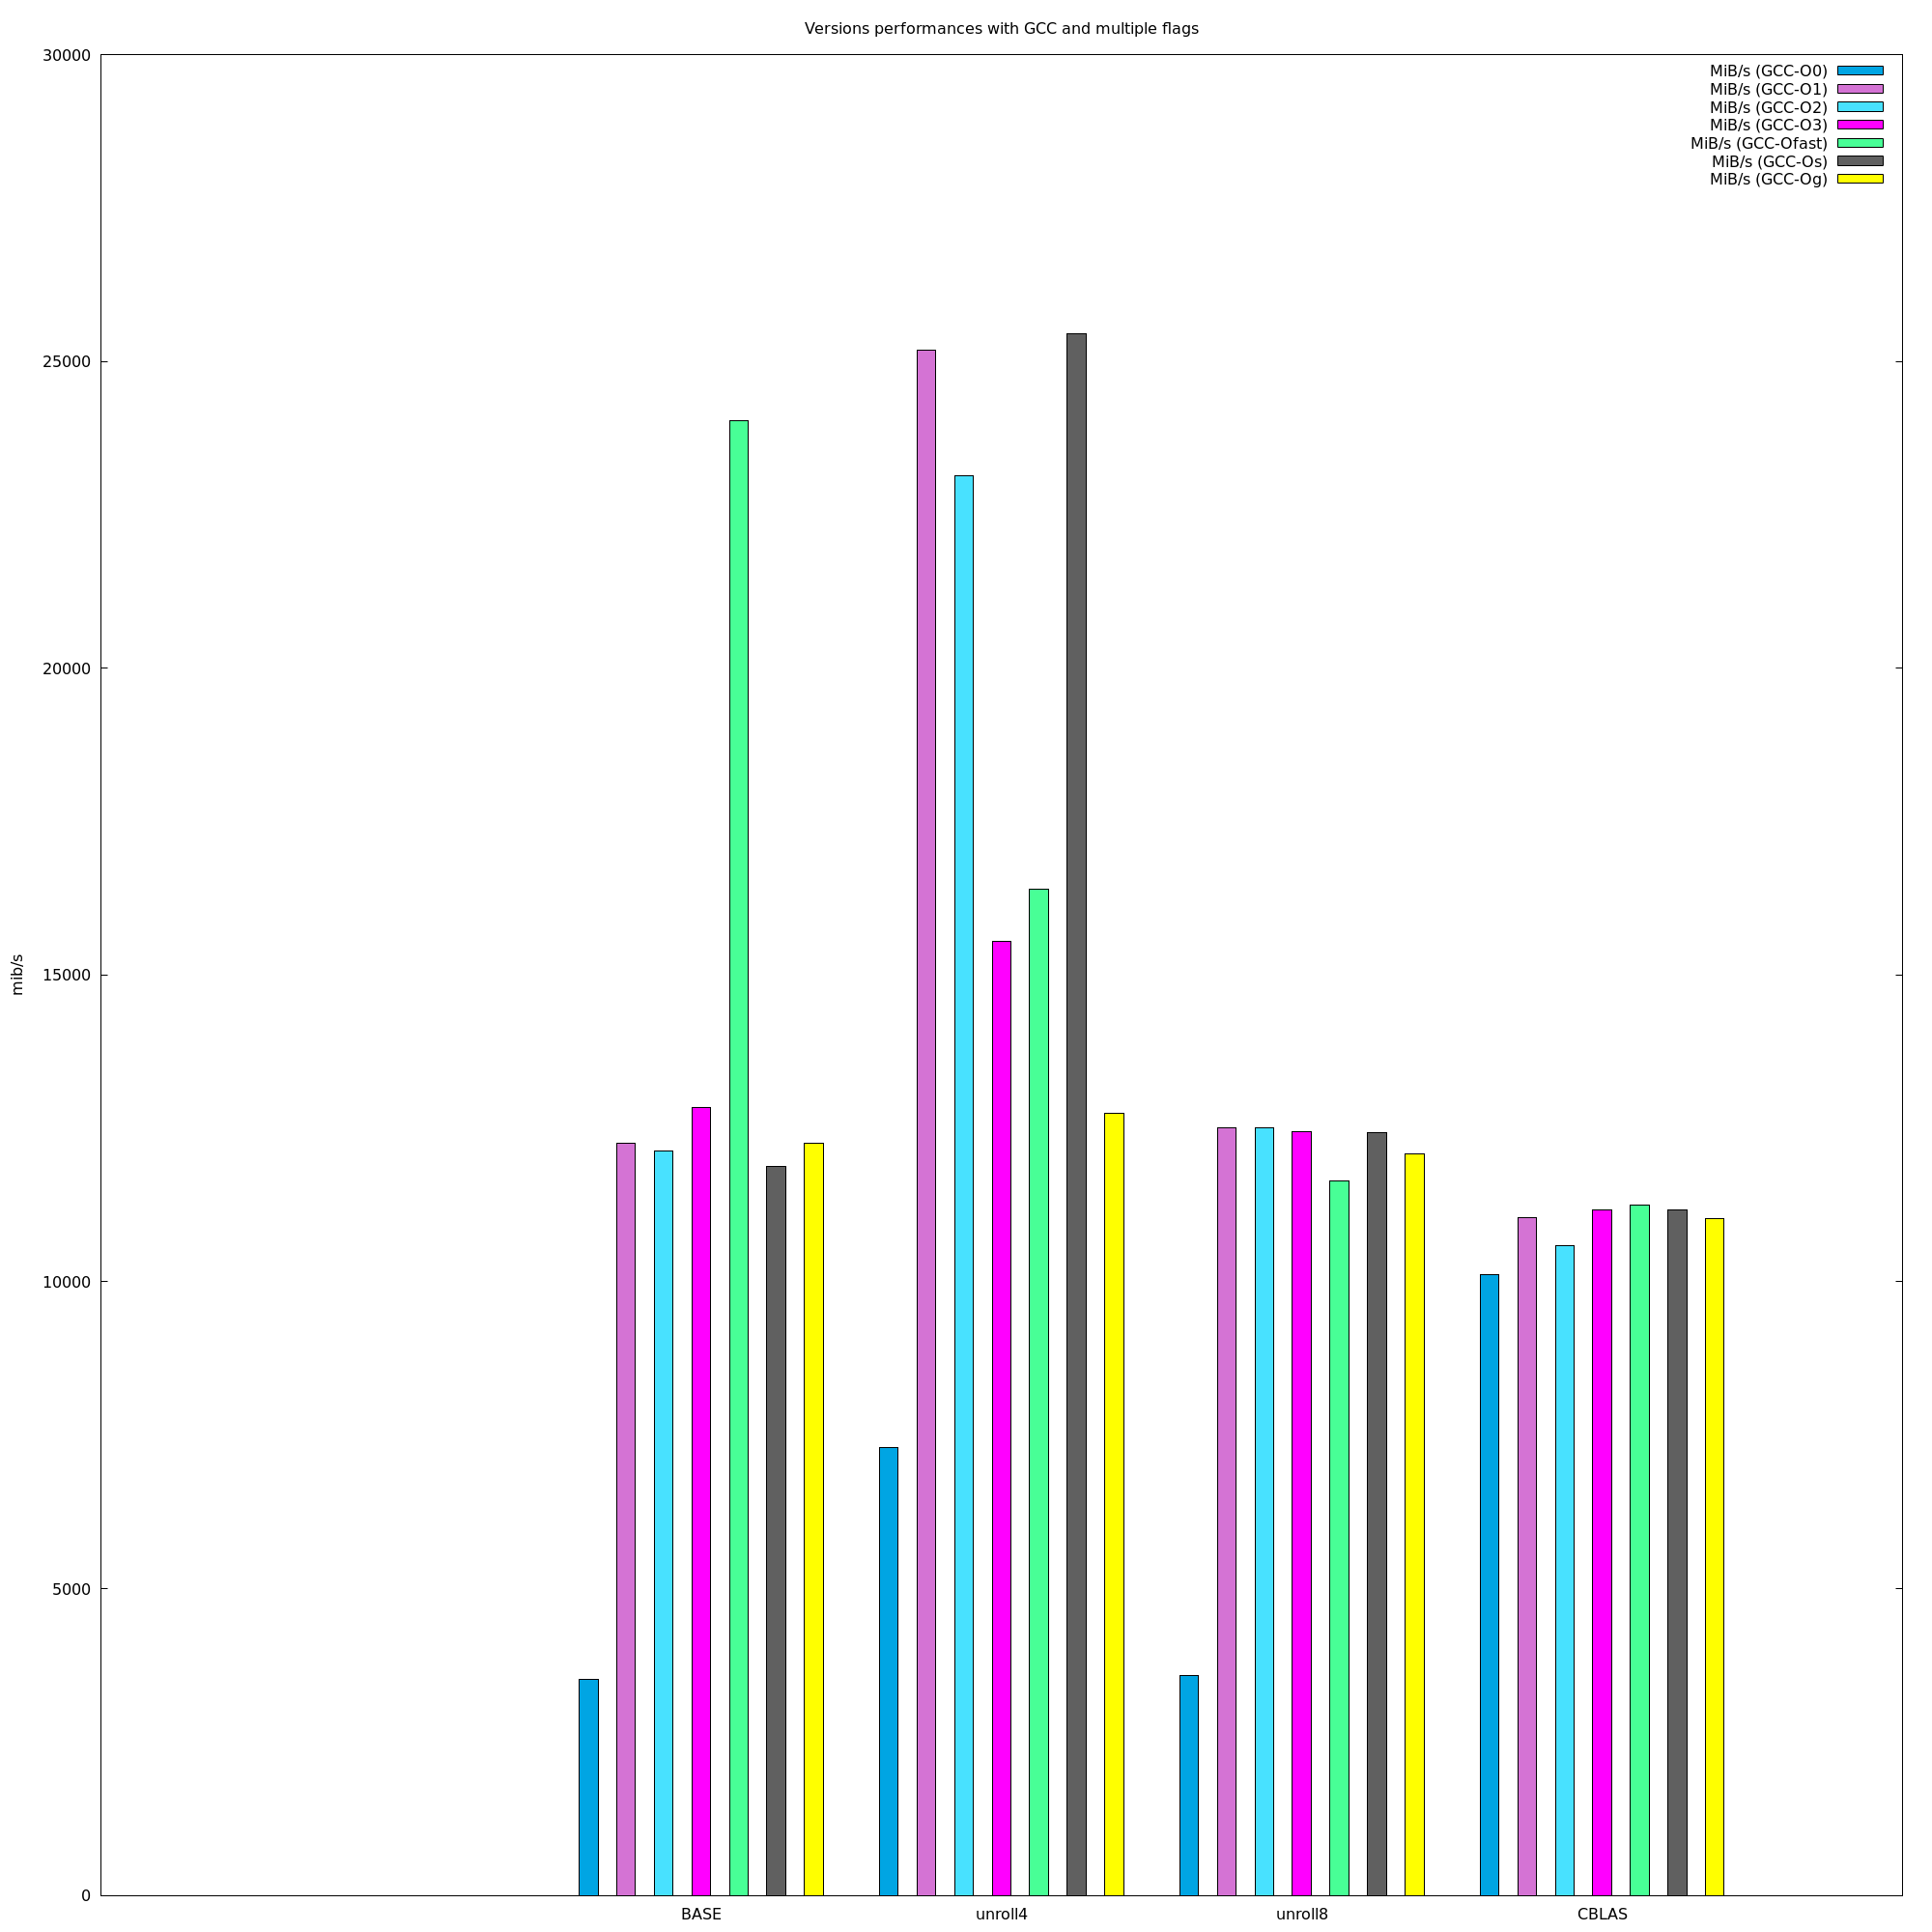 Versions performances with GCC and multiple flags
30000
MiB/s (GCC-O0)
MiB/s (GCC-O1)
MiB/s (GCC-O2)
MiB/s (GCC-O3)
MiB/s (GCC-Ofast)
MiB/s (GCC-Os)
MiB/s (GCC-Og)
25000
20000
mib/s
15000
10000
5000
0
BASE
unroll4
unroll8
CBLAS